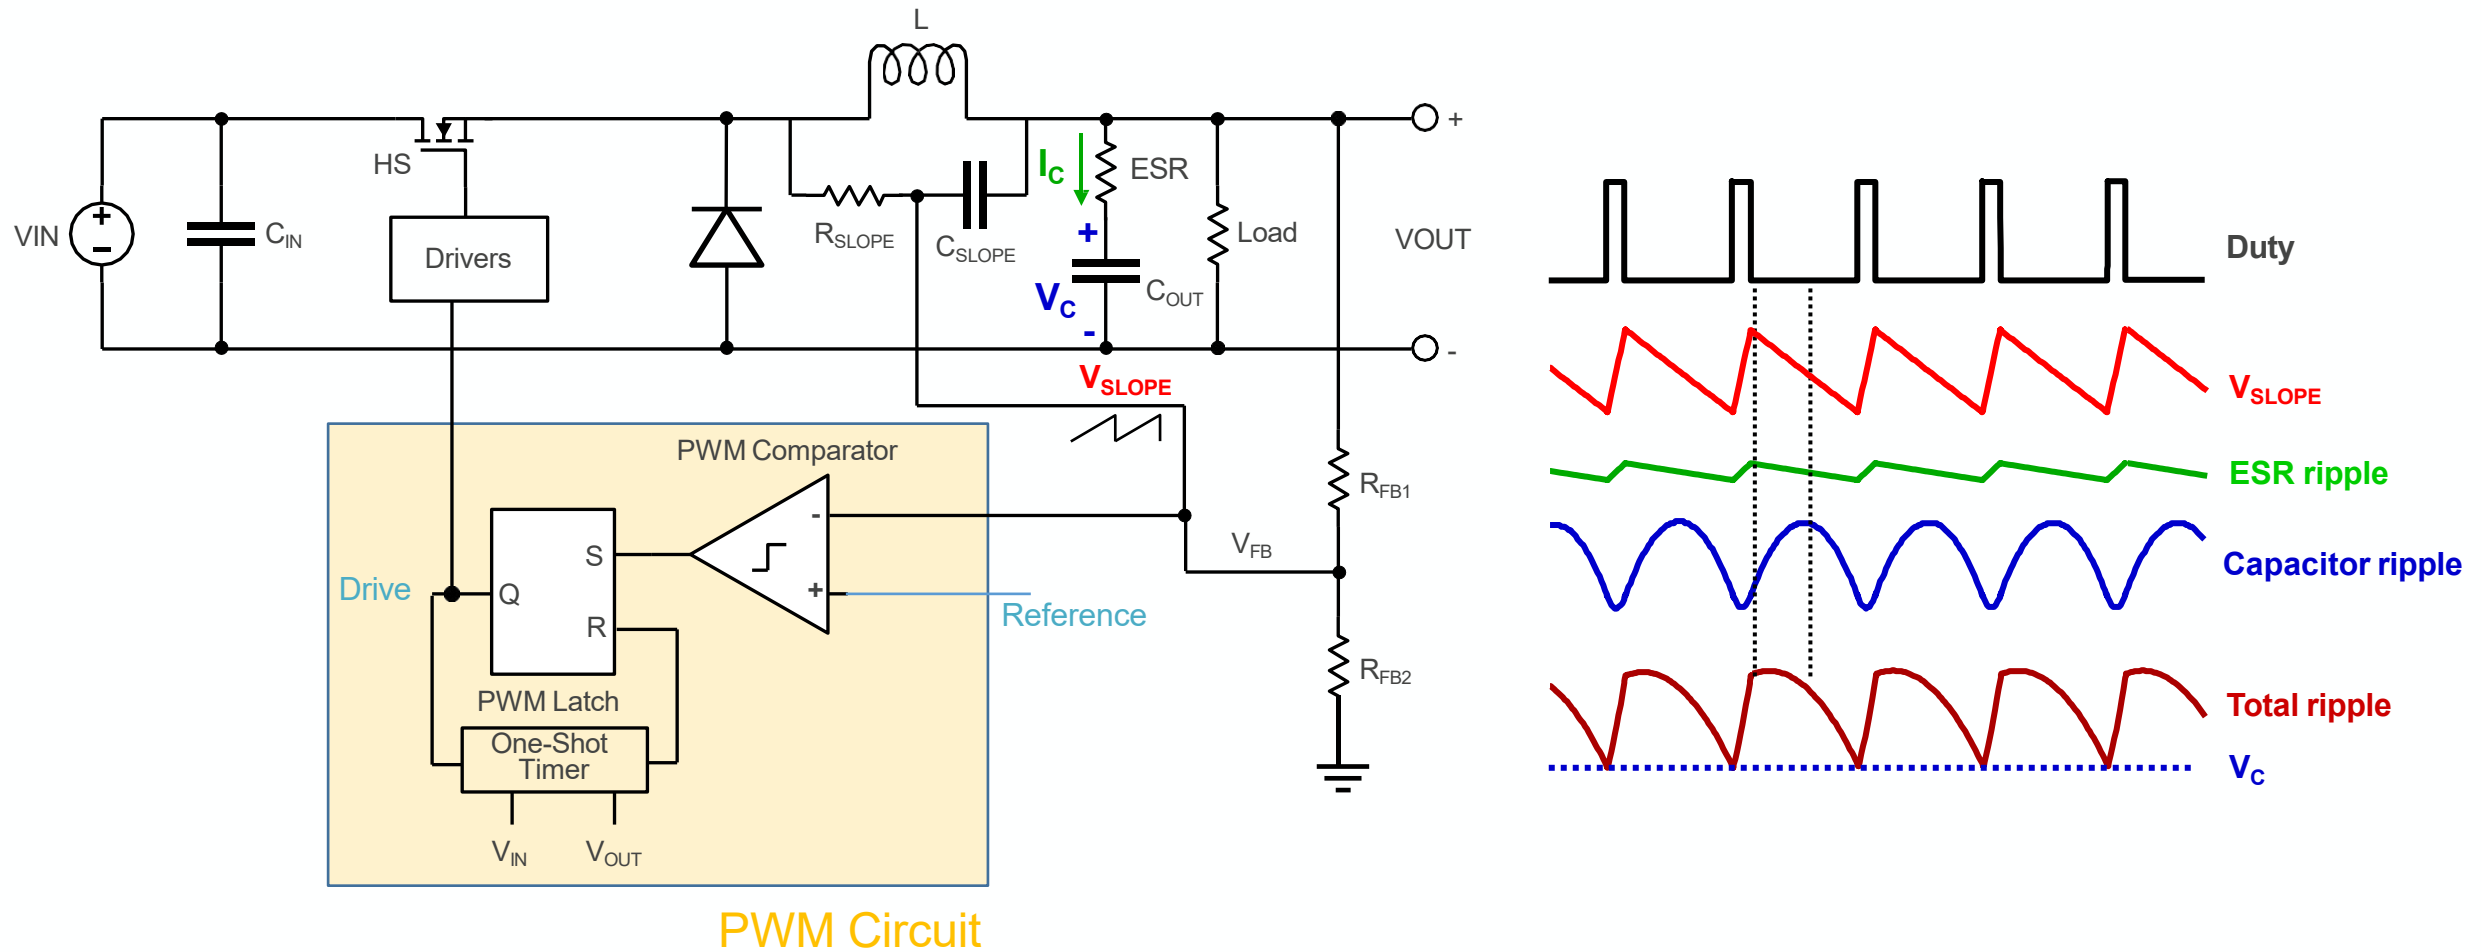 L
HS
VIN
+
−
CIN
Drivers
RSLOPE
CSLOPE
IC
ESR
+
VC
-
COUT
Load
+
VOUT
-
VSLOPE
PWM Comparator
-
+
S
Q
R
Drive
Reference
PWM Latch
One-Shot
Timer
VIN
VOUT
PWM Circuit
VFB
RFB1
RFB2
Duty
VSLOPE
ESR ripple
Capacitor ripple
Total ripple
VC